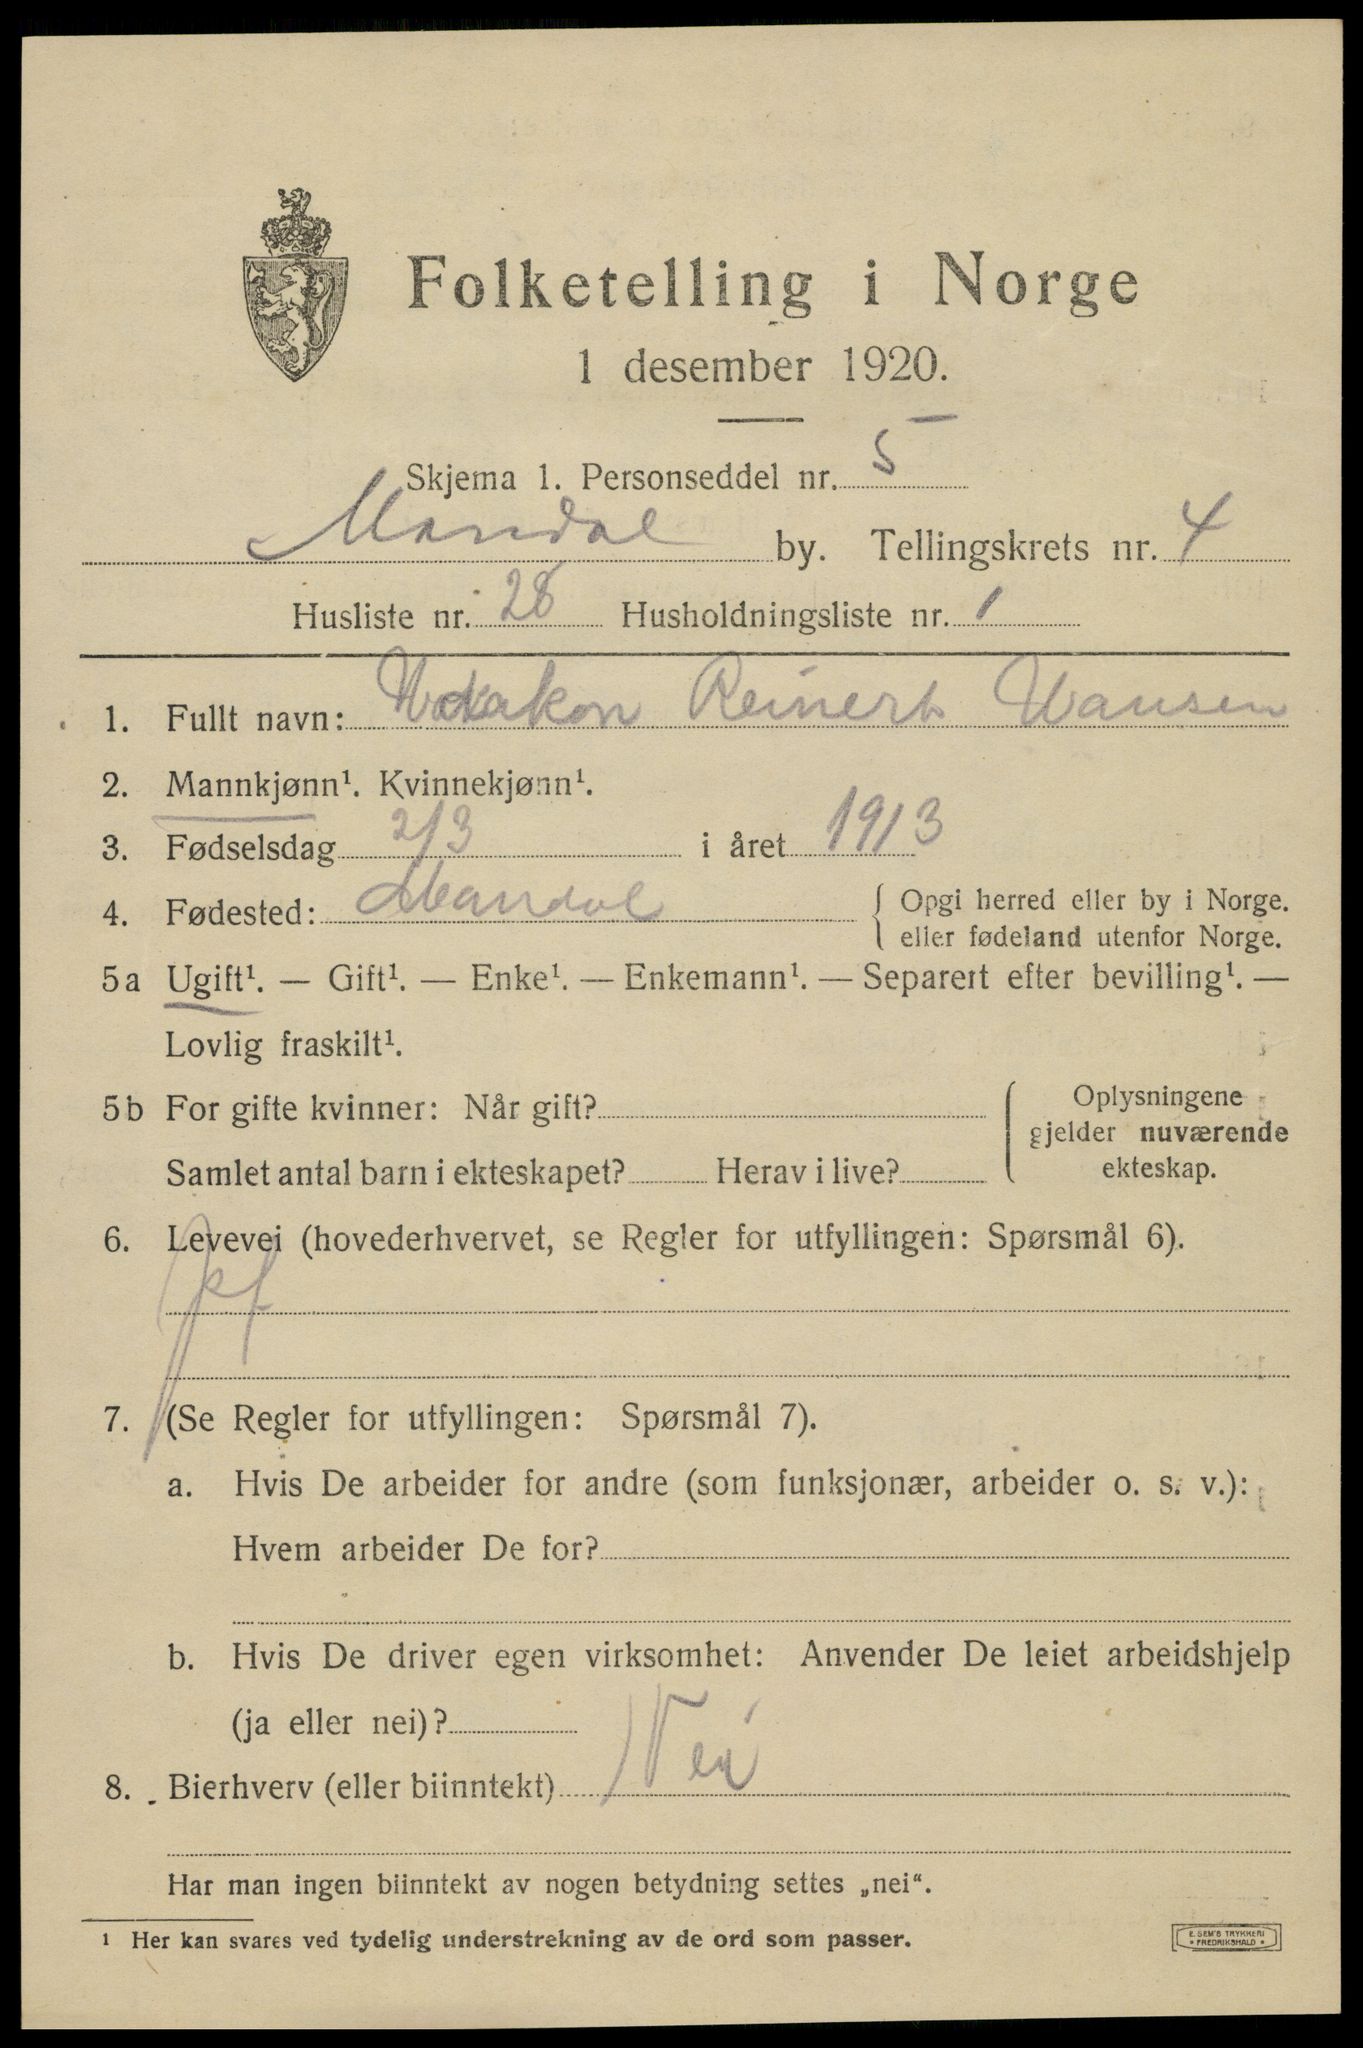 Folketelling i Norge
1 desember 1920.
Skjema 1. Personseddel nr. 5
Mandal by. Tellingskrets nr. 4
Husliste nr. 28 Husholdningsliste nr. 1
1. Fullt navn: Haakon Reinert Hansen
2. Mannkjønn¹. Kvinnekjønn¹.
3. Fødselsdag 2/3 i året 1913
4. Fødested: Mandal { Opgi herred eller by i Norge.
eller fødeland utenfor Norge.
5a Ugift¹. — Gift¹. — Enke¹. — Enkemann¹. — Separert efter bevilling¹. —
Lovlig fraskilt¹.
5b For gifte kvinner: Når gift?
Samlet antal barn i ekteskapet? Herav i live?
Oplysningene
gjelder nuværende
ekteskap.
6. Levevei (hovederhvervet, se Regler for utfyllingen: Spørsmål 6).
7. (Se Regler for utfyllingen: Spørsmål 7).
a. Hvis De arbeider for andre (som funksjonær, arbeider o. s. v.):
Hvem arbeider De for?
b. Hvis De driver egen virksomhet: Anvender De leiet arbeidshjelp
(ja eller nei)?
8. Bierhverv (eller biinntekt) Nei
Har man ingen biinntekt av nogen betydning settes „nei“.
¹ Her kan svares ved tydelig understrekning av de ord som passer.
E. SEM'S TRYKKERI
* FREDRIKSHALD *